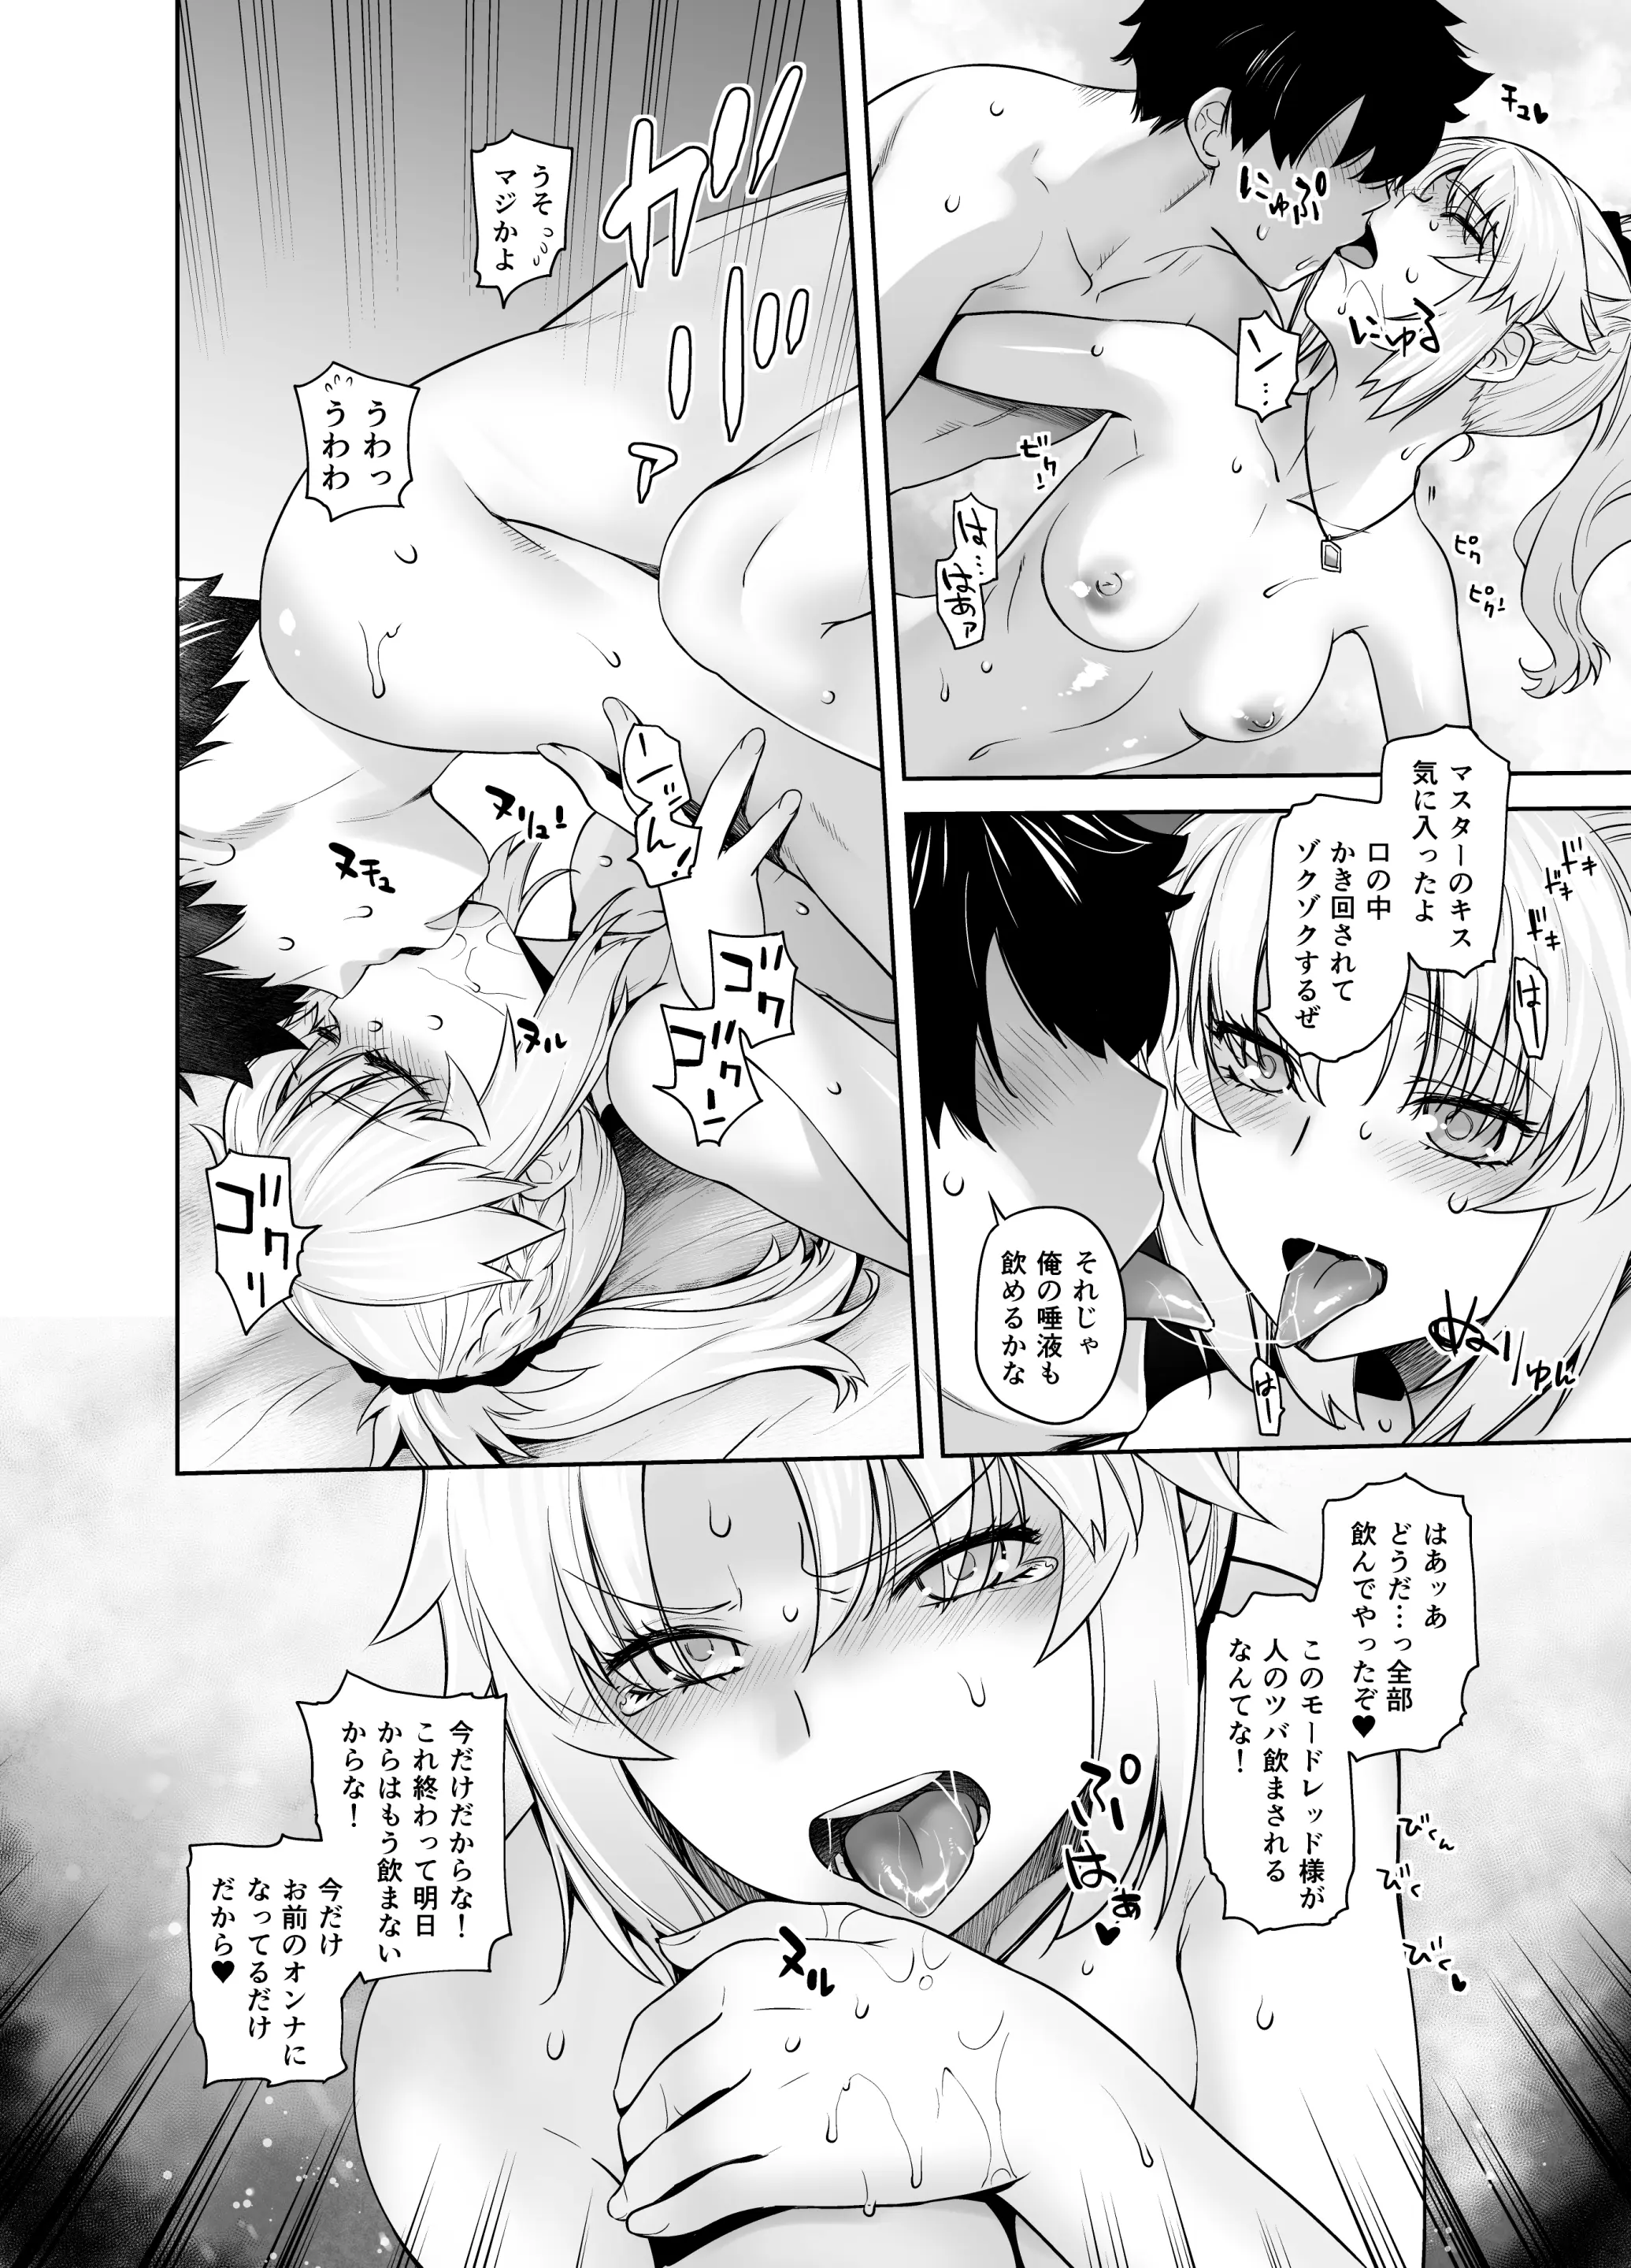 チュ♥
にゅぷ
にゅる
ン…
ビク!
は…
はあァ
ピク
ピク!
マスターのキス
気に入ったよ
口の中
かき回されて
ゾクゾクするぜ
ドキ
ドキ
ドキ
ドキ
はー
それじゃ
俺の唾液も
飲めるかな
ぬりゅん
はー
ガバァ
うそ…
マジかよ
うわっ
うわわ
ンーん!
ヌリュ!
ヌチュ
ヌル
ゴク
ゴクー
ゴク
はあッあ
どうだ…っ全部
飲んでやったぞ♥
このモードレッド様が
人のツバ飲まされる
なんてな!
ぷはぁ♥
びくん
びく
びく♥
ヌル
今だけだからな!
これ終わって明日
からはもう飲まない
からな!
今だけ
お前のオンナに
なってるだけ
だから♥